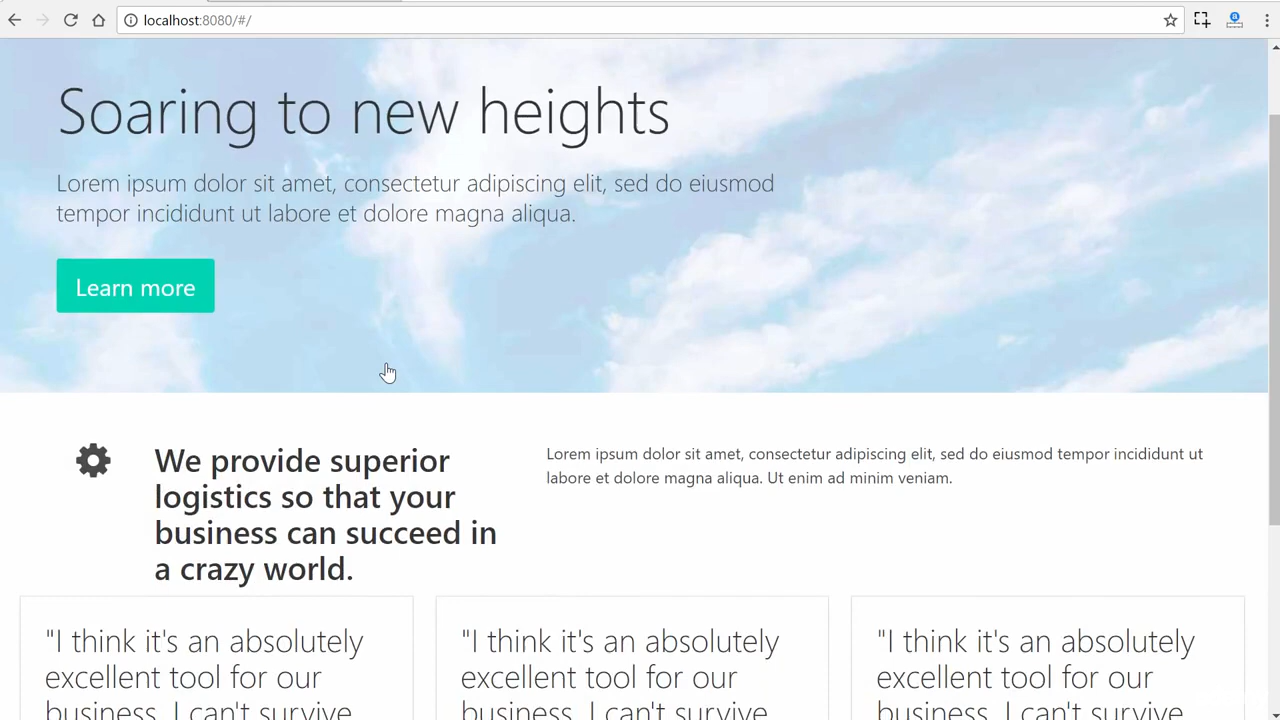 localhost:8080/#/
Soaring to new heights
Lorem ipsum dolor sit amet, consectetur adipiscing elit, sed do eiusmod
tempor incididunt ut labore et dolore magna aliqua.
Learn more
We provide superior
logistics so that your
business can succeed in
a crazy world.
Lorem ipsum dolor sit amet, consectetur adipiscing elit, sed do eiusmod tempor incididunt ut
labore et dolore magna aliqua. Ut enim ad minim veniam.
"I think it's an absolutely
excellent tool for our
business. I can't survive
"I think it's an absolutely
excellent tool for our
business. I can't survive
"I think it's an absolutely
excellent tool for our
business. I can't survive